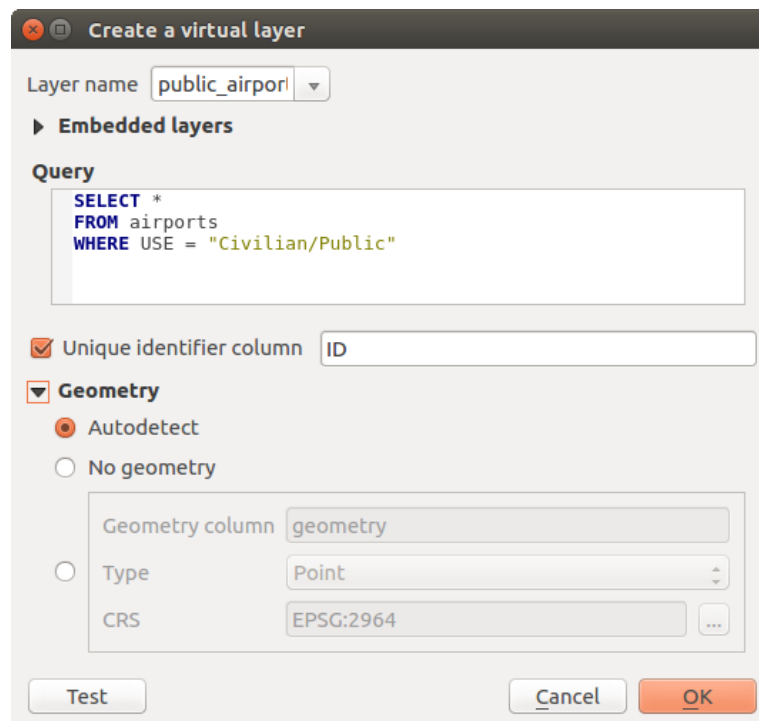 Create a virtual layer
Layer name public_airport
Embedded layers
Query
SELECT *
FROM airports
WHERE USE = "Civilian/Public"
Unique identifier column ID
Geometry
Autodetect
No geometry
Geometry column geometry
Type Point
CRS EPSG:2964 ...
Test Cancel OK